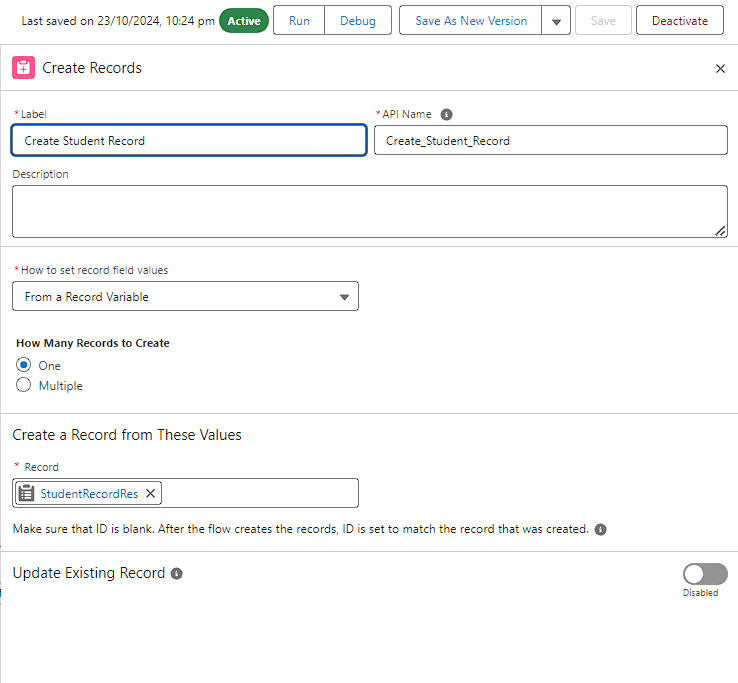 Last saved on 23/10/2024, 10:24 pm Active Run Debug Save As New Version Save Deactivate
Create Records
*Label *API Name
Create Student Record Create_Student_Record
Description
*How to set record field values
From a Record Variable
How Many Records to Create
One
Multiple
Create a Record from These Values
* Record
StudentRecordRes
Make sure that ID is blank. After the flow creates the records, ID is set to match the record that was created.
Update Existing Record
Disabled